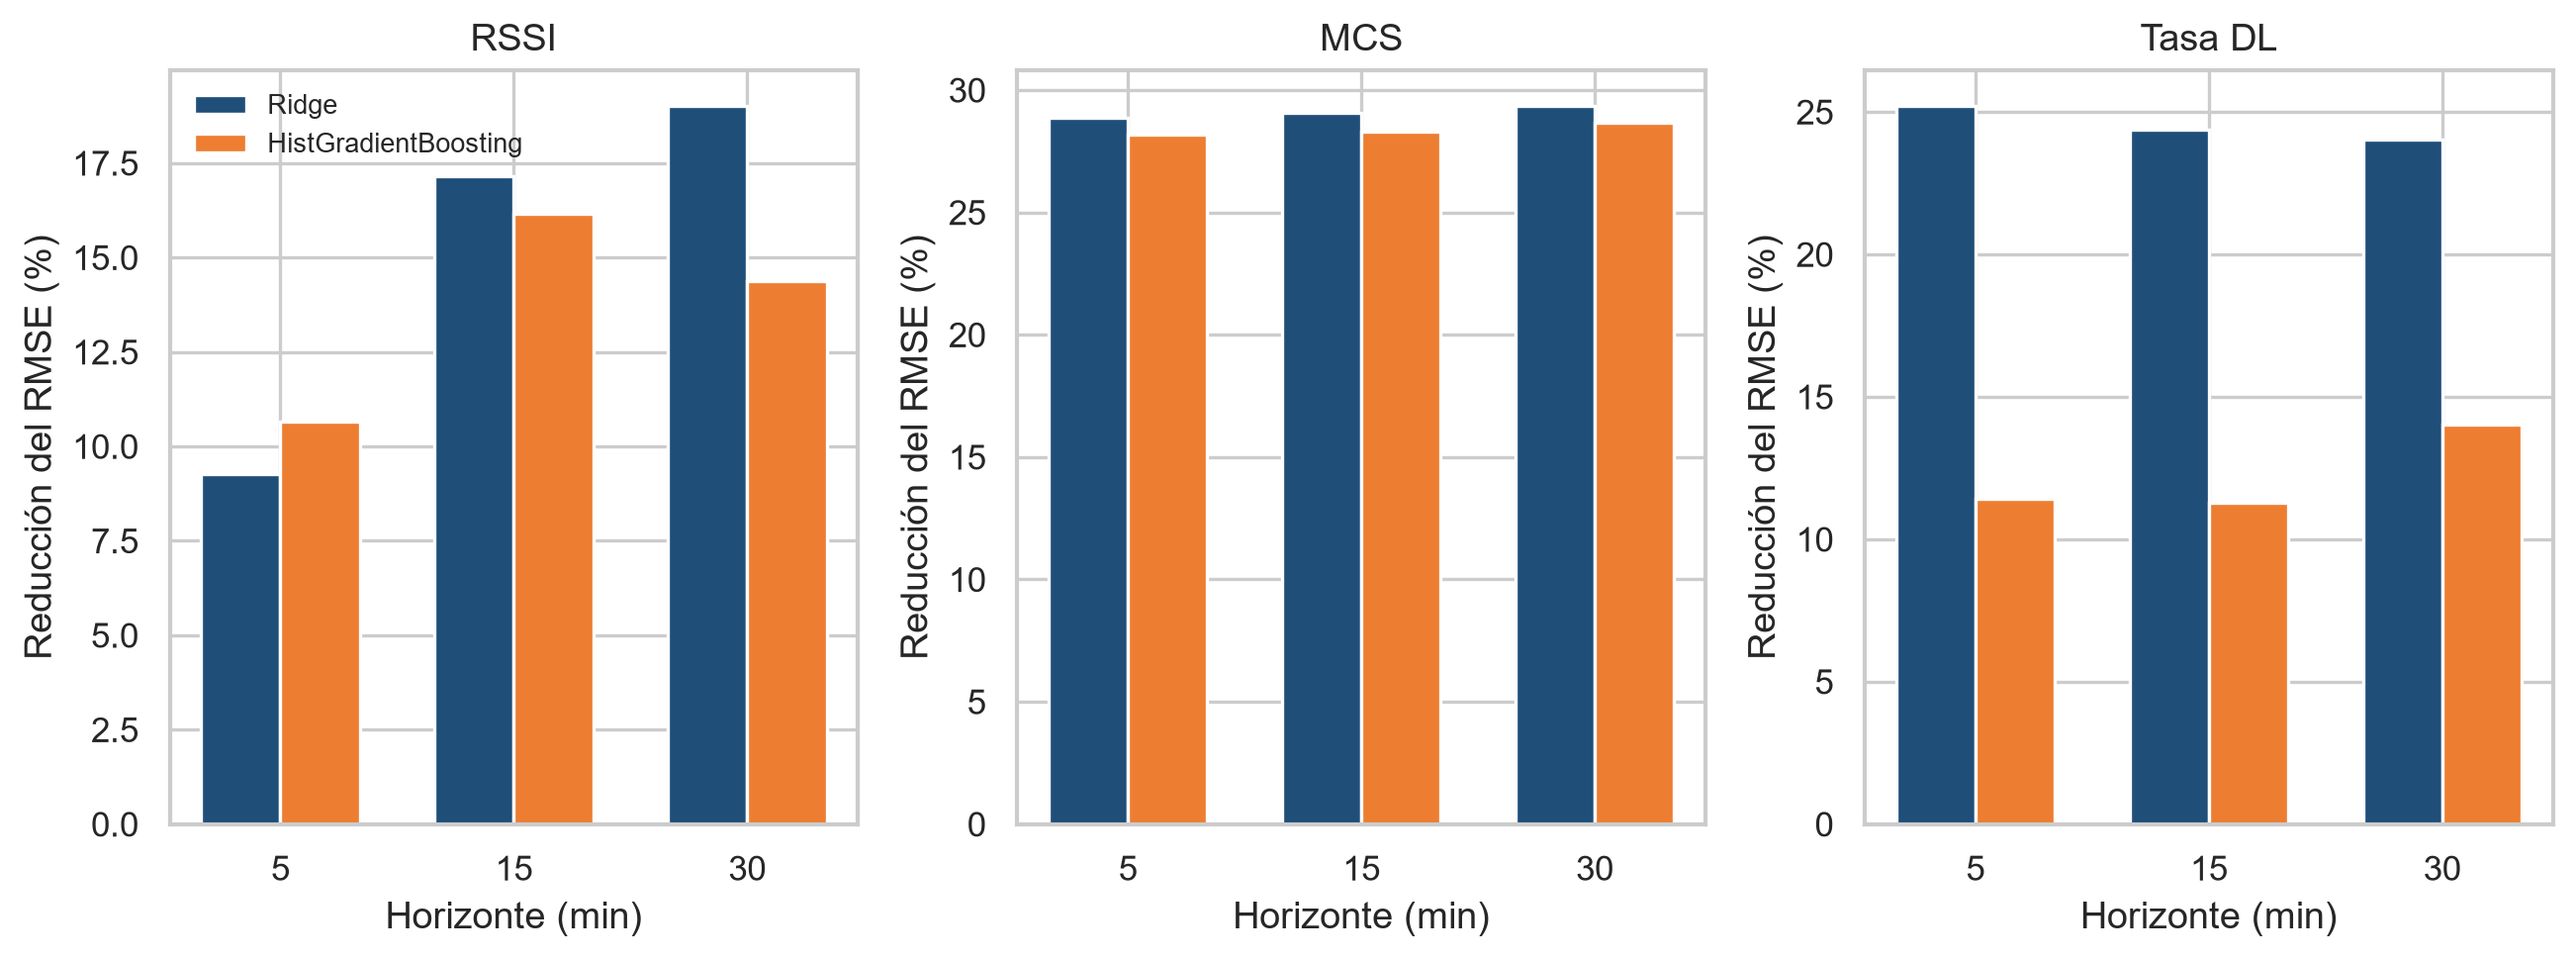 RSSI
Ridge
HistGradientBoosting
17.5
15.0
12.5
10.0
7.5
5.0
2.5
0.0
Reducción del RMSE (%)
5 15 30
Horizonte (min)
MCS
30
25
20
15
10
5
0
Reducción del RMSE (%)
5 15 30
Horizonte (min)
Tasa DL
25
20
15
10
5
0
Reducción del RMSE (%)
5 15 30
Horizonte (min)